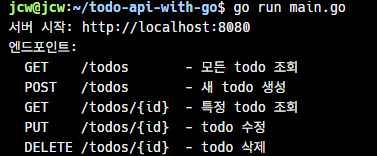 jcw@jcw:~/todo-api-with-go$ go run main.go
서버 시작: http://localhost:8080
엔드포인트:
  GET    /todos       - 모든 todo 조회
  POST   /todos       - 새 todo 생성
  GET    /todos/{id}  - 특정 todo 조회
  PUT    /todos/{id}  - todo 수정
  DELETE /todos/{id}  - todo 삭제